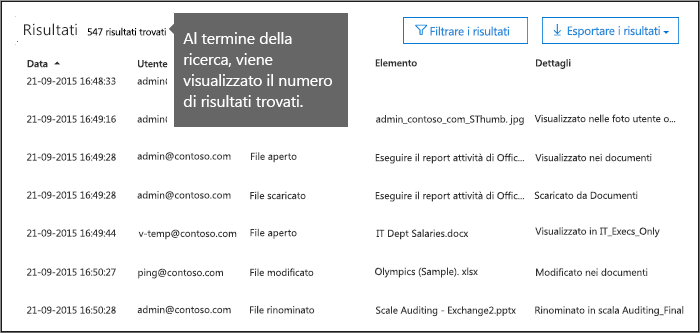 Risultati 547 risultati trovati
Al termine della
ricerca, viene
visualizzato il numero
di risultati trovati.
Filtrare i risultati
Esportare i risultati
Data Utente Elemento Dettagli
21-09-2015 16:48:33 admin@
21-09-2015 16:49:16 admin@ admin_contoso_com_SThumb. jpg Visualizzato nelle foto utente o...
21-09-2015 16:49:28 admin@contoso.com File aperto Eseguire il report attività di Offic... Visualizzato nei documenti
21-09-2015 16:49:28 admin@contoso.com File scaricato Eseguire il report attività di Offic... Scaricato da Documenti
21-09-2015 16:49:44 v-temp@contoso.com File aperto IT Dept Salaries.docx Visualizzato in IT_Execs_Only
21-09-2015 16:50:27 ping@contoso.com File modificato Olympics (Sample). xlsx Modificato nei documenti
21-09-2015 16:50:28 admin@contoso.com File rinominato Scale Auditing - Exchange2.pptx Rinominato in scala Auditing_Final